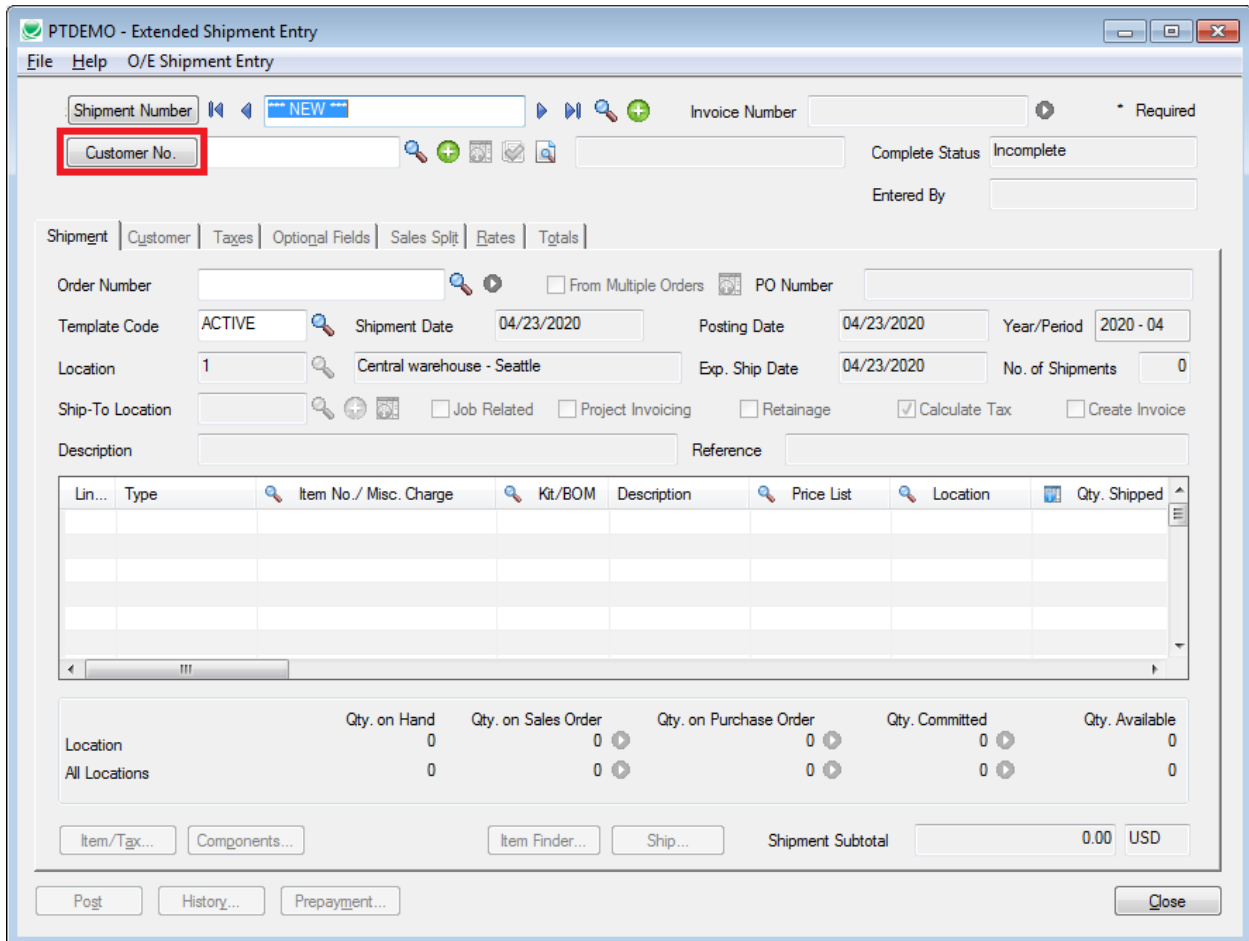 PTDEMO - Extended Shipment Entry
File Help O/E Shipment Entry
Shipment Number *** NEW *** Invoice Number * Required
Customer No. Complete Status Incomplete
Entered By
Shipment Customer Taxes Optional Fields Sales Split Rates Totals
Order Number From Multiple Orders PO Number
Template Code ACTIVE Shipment Date 04/23/2020 Posting Date 04/23/2020 Year/Period 2020 - 04
Location 1 Central warehouse - Seattle Exp. Ship Date 04/23/2020 No. of Shipments 0
Ship-To Location Job Related Project Invoicing Retainage Calculate Tax Create Invoice
Description Reference
Lin... Type Item No./ Misc. Charge Kit/BOM Description Price List Location Qty. Shipped
Qty. on Hand Qty. on Sales Order Qty. on Purchase Order Qty. Committed Qty. Available
Location 0 0 0 0 0
All Locations 0 0 0 0 0
Item/Tax... Components... Item Finder... Ship... Shipment Subtotal 0.00 USD
Post History... Prepayment... Close